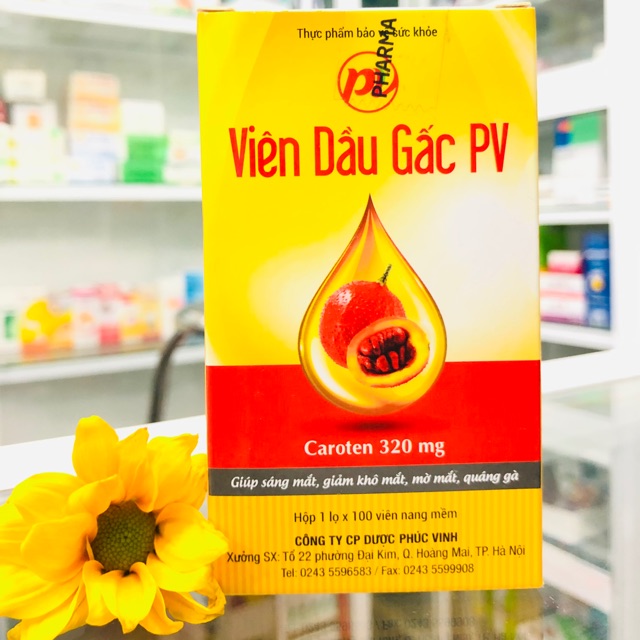 Thực phẩm bảo vệ sức khỏe
PV
PHARMA
Viên Dầu Gấc PV
Caroten 320 mg
Giúp sáng mắt, giảm khô mắt, mờ mắt, quáng gà
Hộp 1 lọ x 100 viên nang mềm
CÔNG TY CP DƯỢC PHÚC VINH
Xưởng SX: Tổ 22 phường Đại Kim, Q. Hoàng Mai, TP. Hà Nội
Tel: 0243 5596583 / Fax: 0243 5599908